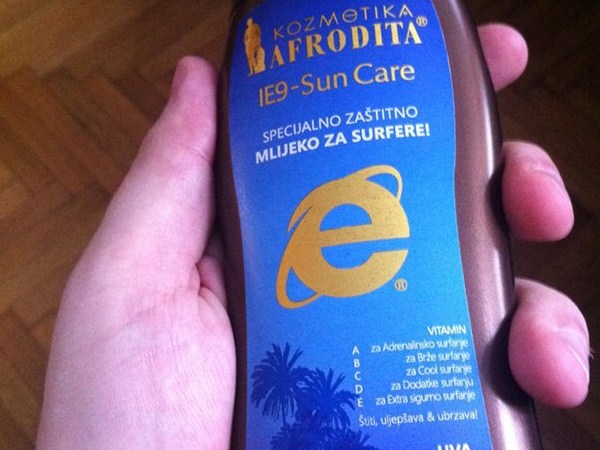 KOZMETIKA
AFRODITA®
IE9-Sun Care
SPECIJALNO ZAŠTITNO
MLIJEKO ZA SURFERE!
e
®
VITAMIN
A za Adrenalinsko surfanje
B za Brže surfanje
C za Cool surfanje
D za Dodatke surfanju
E za Extra sigurno surfanje
Štiti, uljepšava & ubrzava!
UVA